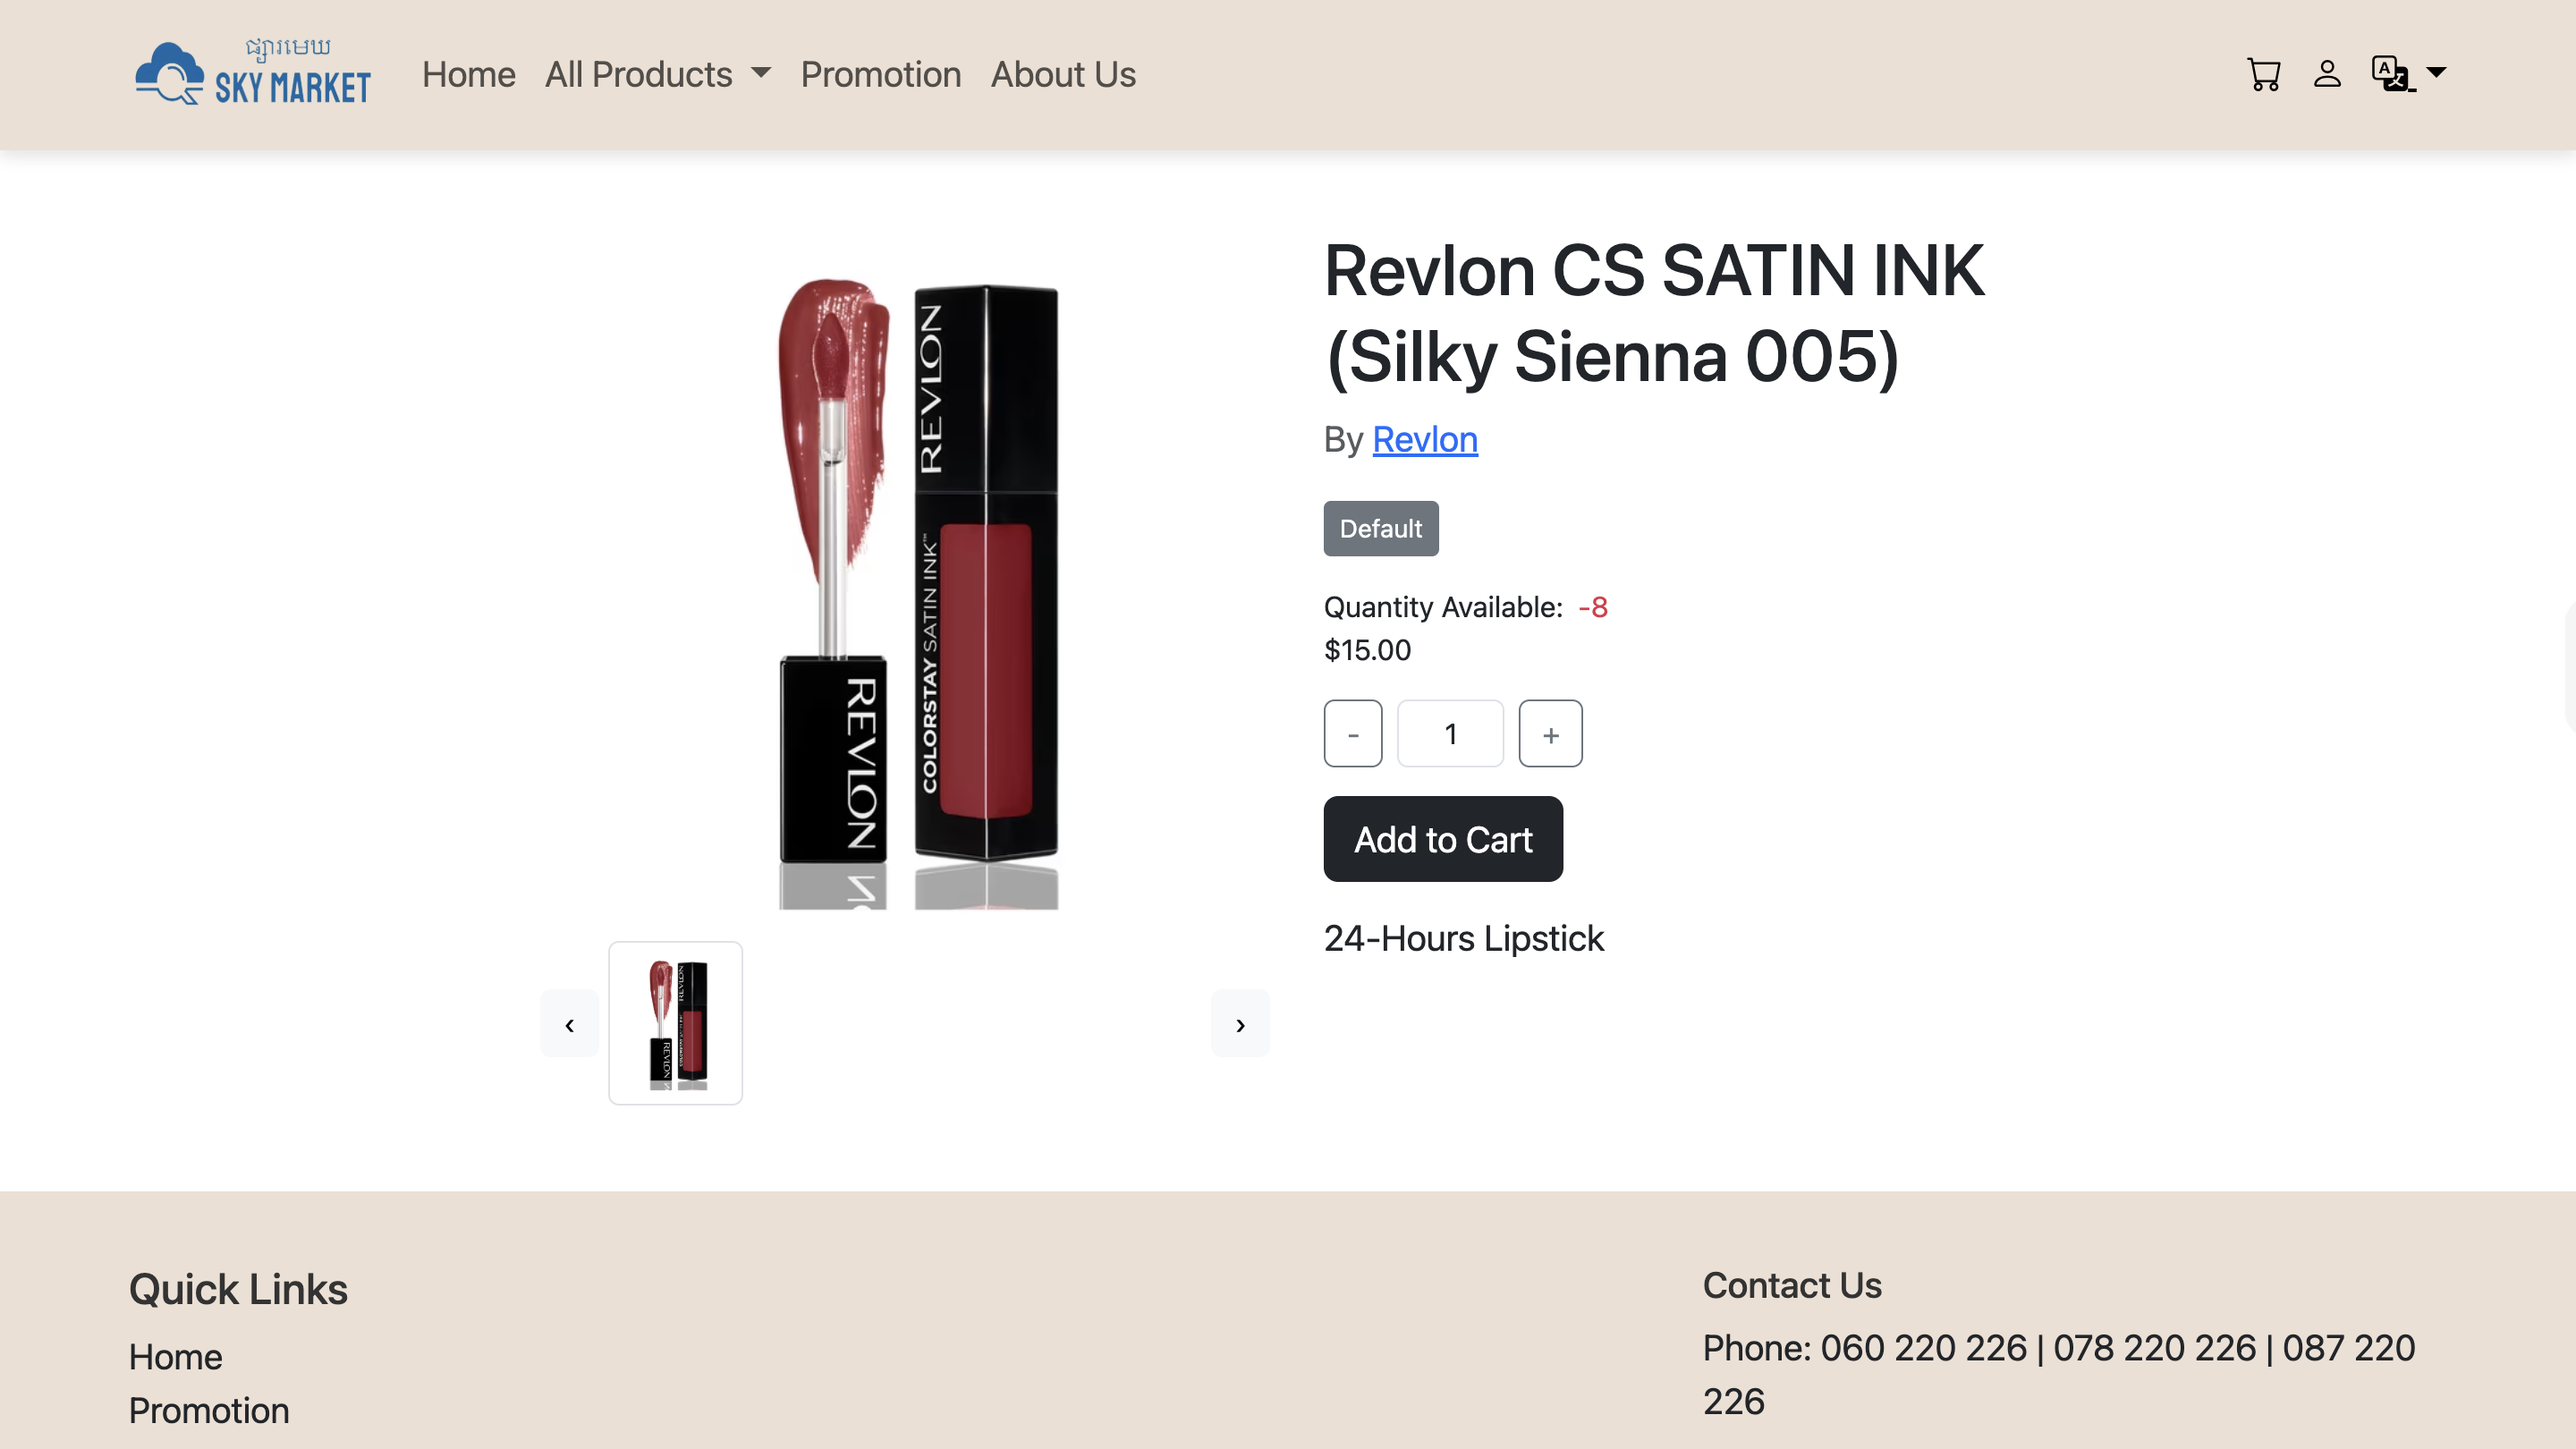 ផ្សារមេឃ
SKY MARKET
Home
All Products
Promotion
About Us
REVLON
COLORSTAY SATIN INK™
REVLON
Revlon CS SATIN INK
(Silky Sienna 005)
By Revlon
Default
Quantity Available: -8
$15.00
-
1
+
Add to Cart
24-Hours Lipstick
‹
REVLON
REVLON
›
Quick Links
Home
Promotion
Contact Us
Phone: 060 220 226 | 078 220 226 | 087 220
226